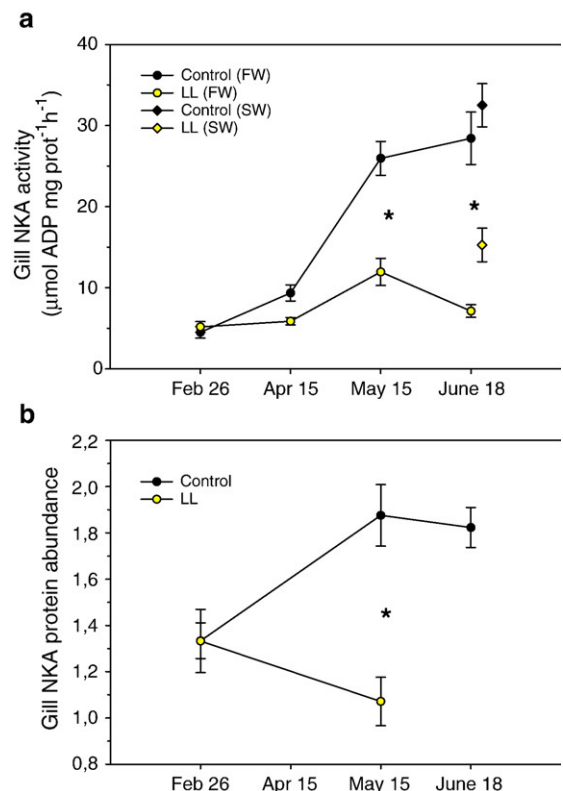 a
Gill NKA activity
(µmol ADP mg prot⁻¹h⁻¹)
40
30
20
10
0
Control (FW)
LL (FW)
Control (SW)
LL (SW)
*
*
Feb 26 Apr 15 May 15 June 18
b
Gill NKA protein abundance
2,2
2,0
1,8
1,6
1,4
1,2
1,0
0,8
Control
LL
*
Feb 26 Apr 15 May 15 June 18